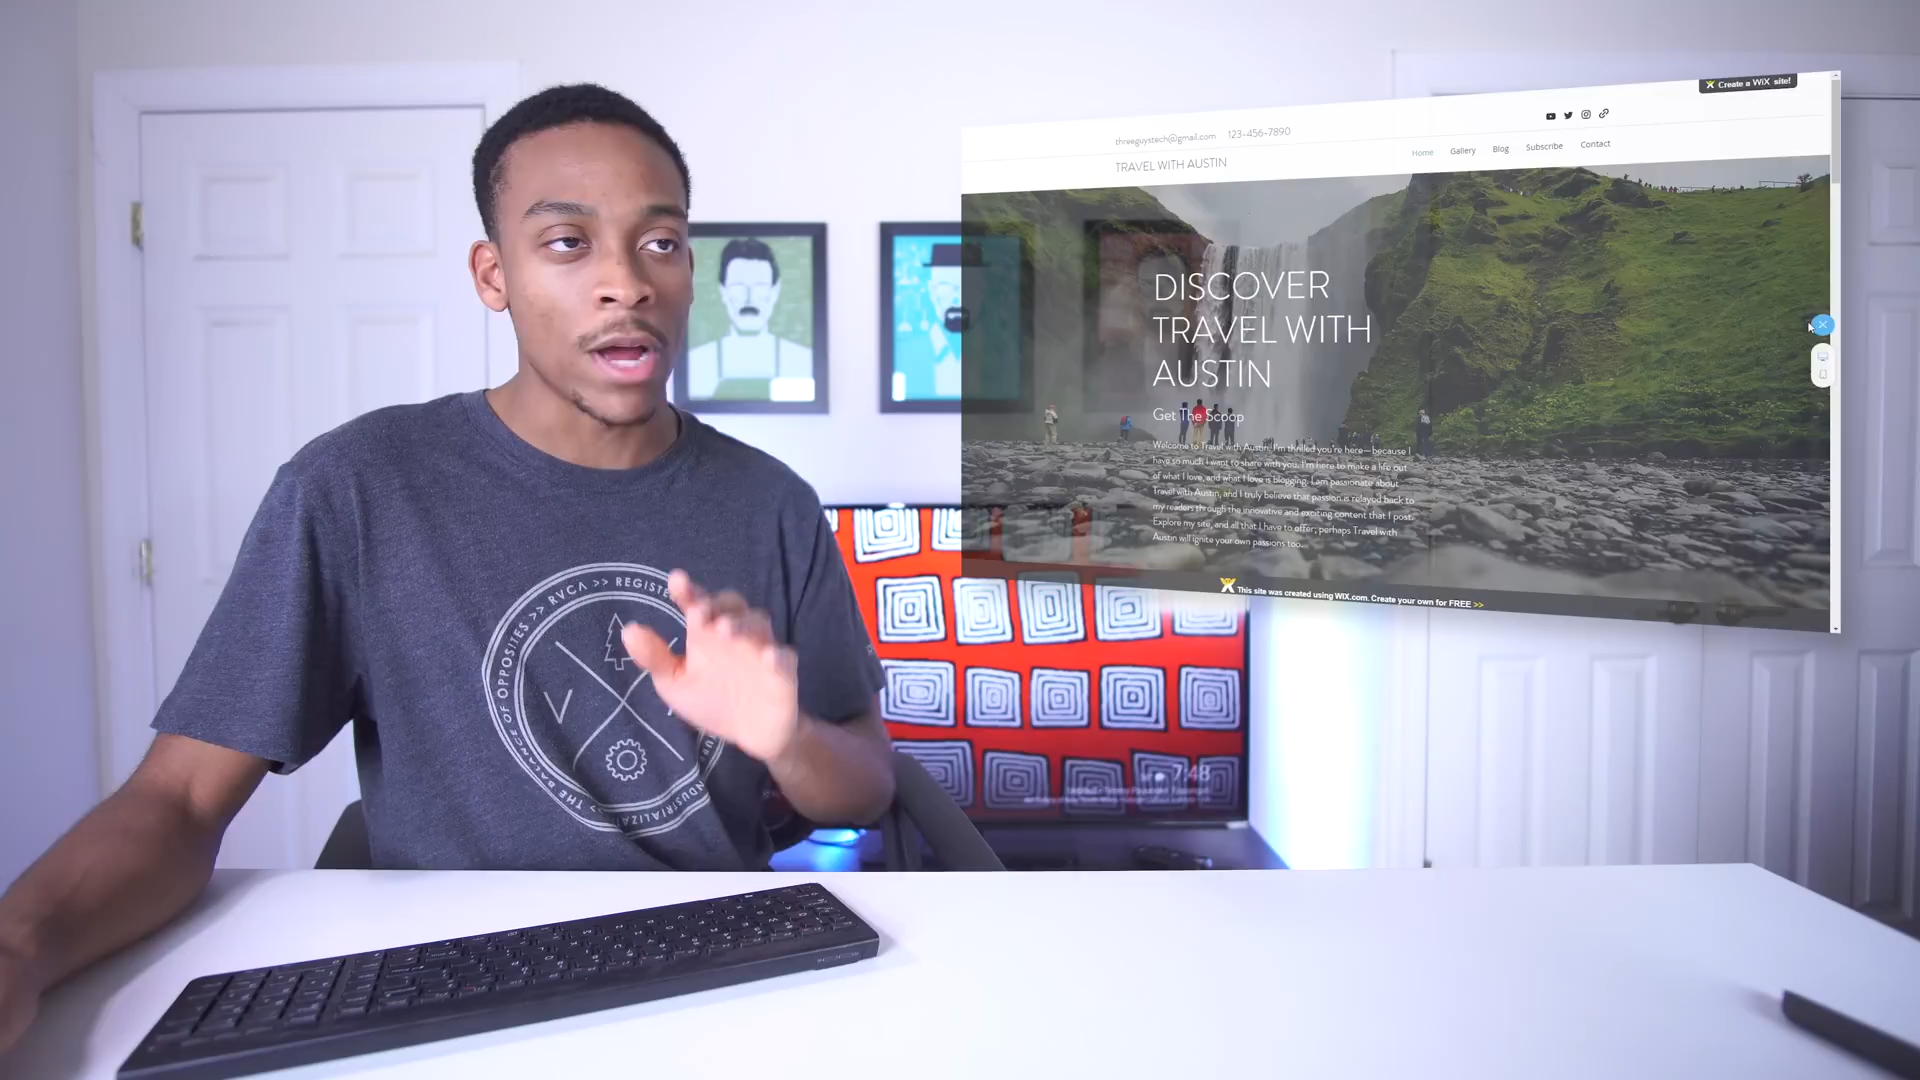 Create a WiX site!
threeguystech@gmail.com 123-456-7890
TRAVEL WITH AUSTIN
Home Gallery Blog Subscribe Contact
DISCOVER
TRAVEL WITH
AUSTIN
Get The Scoop
Welcome to Travel with Austin. I'm thrilled you're here—because I
have so much I want to share with you. I'm here to make a life out
of what I love, and what I love is blogging. I am passionate about
Travel with Austin, and I truly believe that passion is relayed back to
my readers through the innovative and exciting content that I post.
Explore my site, and all that I have to offer; perhaps Travel with
Austin will ignite your own passions too.
This site was created using WIX.com. Create your own for FREE >>
THE BALANCE OF OPPOSITES >> RVCA >> REGISTE
INDUSTRIALIZA
V
7:48